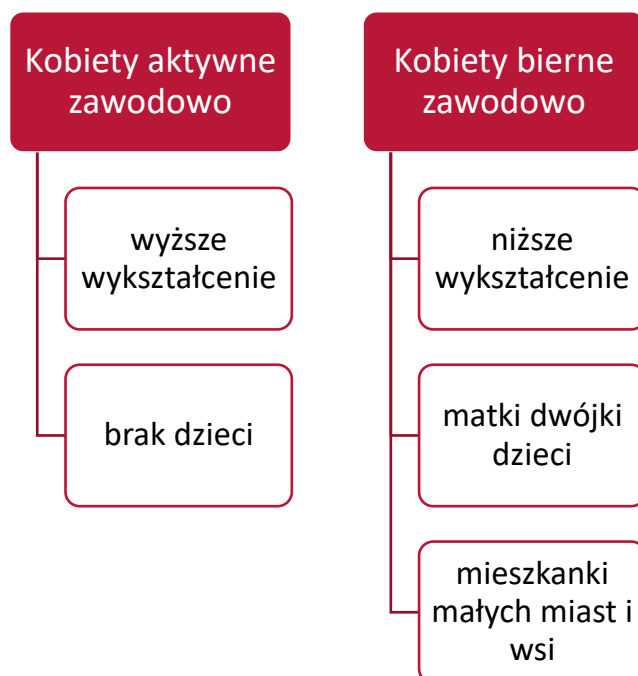 Kobiety aktywne
zawodowo
wyższe
wykształcenie
brak dzieci
Kobiety bierne
zawodowo
niższe
wykształcenie
matki dwójki
dzieci
mieszkanki
małych miast i
wsi